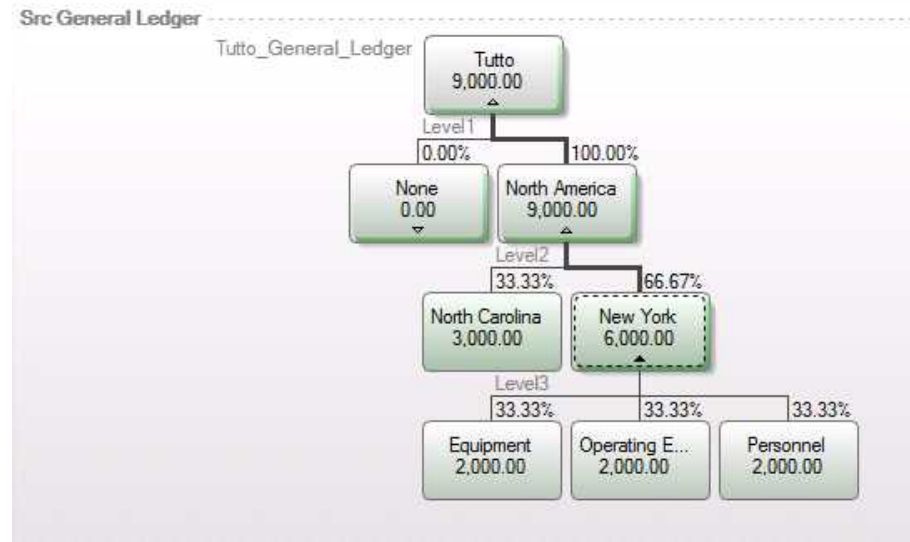 Src General Ledger
Tutto_General_Ledger
Tutto
9,000.00
Level1
0.00%
100.00%
None
0.00
North America
9,000.00
Level2
33.33%
66.67%
North Carolina
3,000.00
New York
6,000.00
Level3
33.33%
33.33%
33.33%
Equipment
2,000.00
Operating E...
2,000.00
Personnel
2,000.00